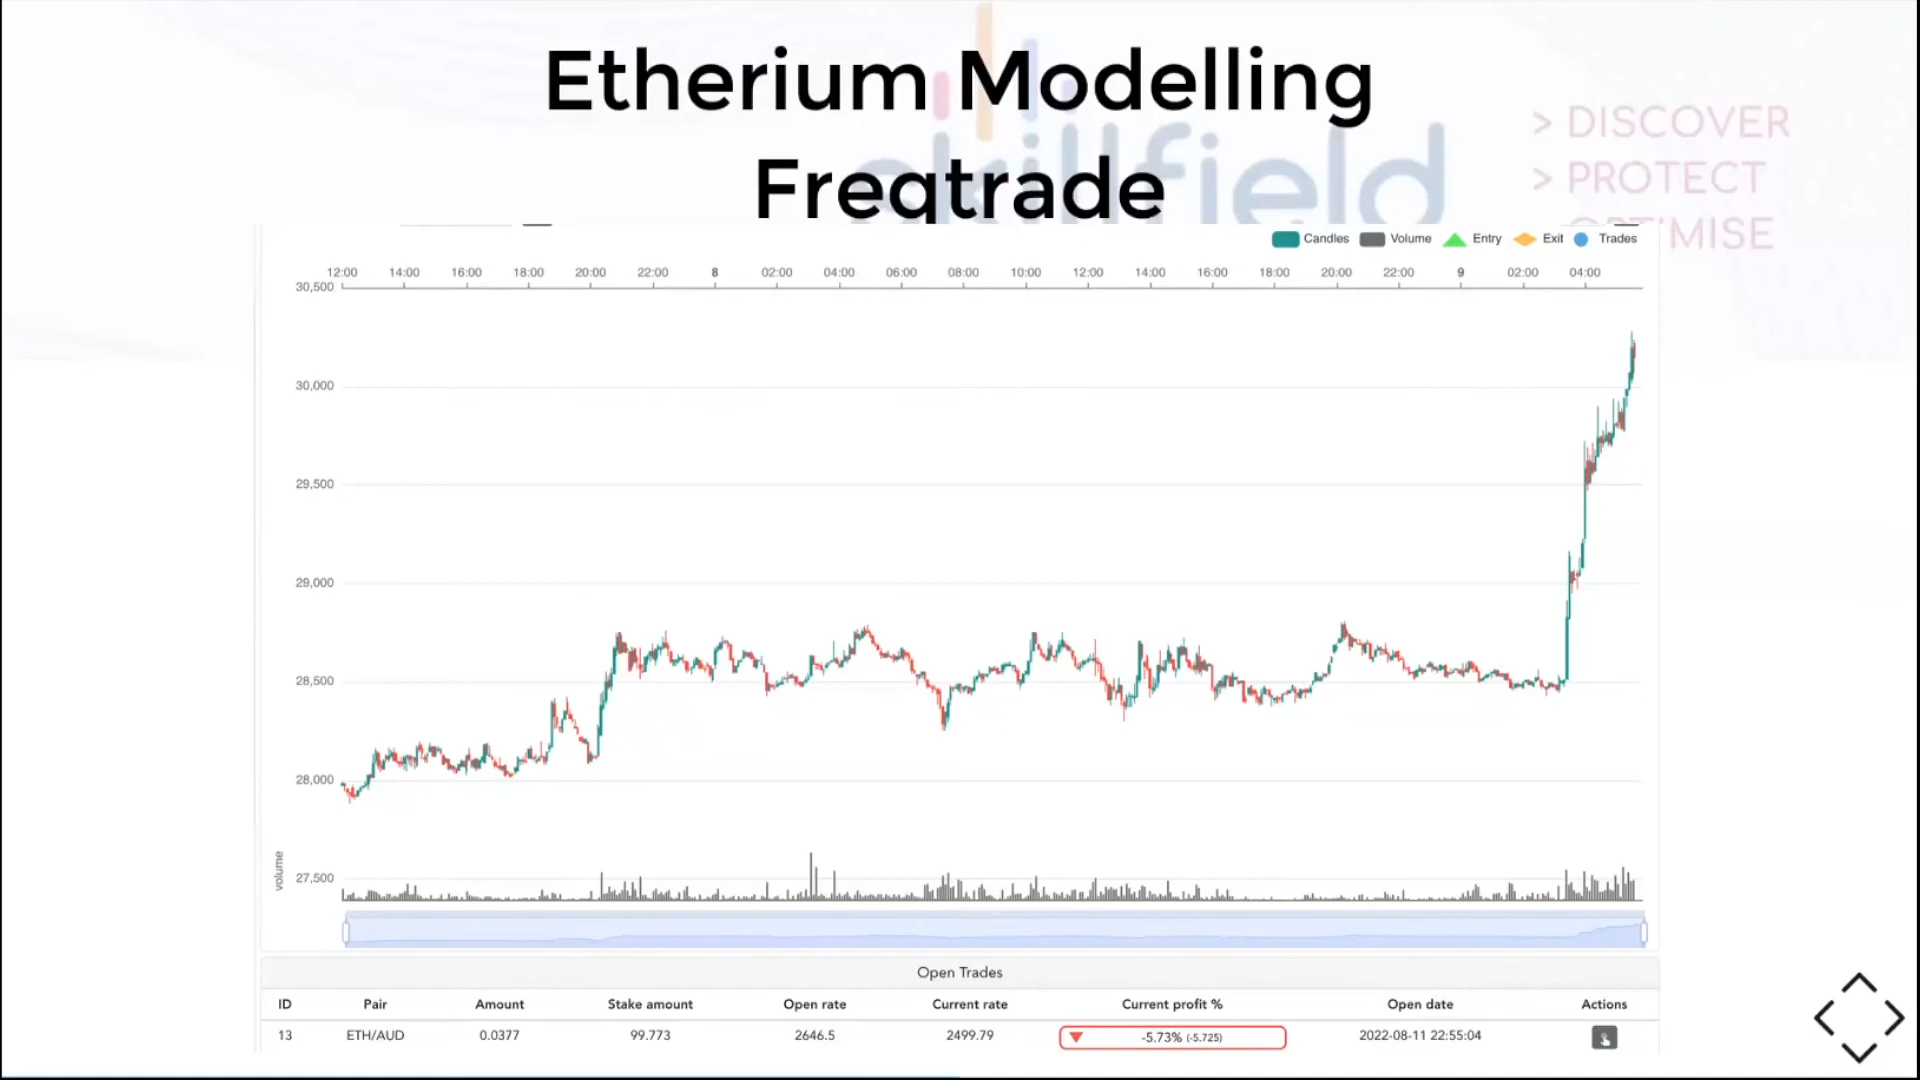 Etherium Modelling
Freqtrade
skillfield
> DISCOVER
> PROTECT
> OPTIMISE
Candles Volume Entry Exit Trades
12:00 14:00 16:00 18:00 20:00 22:00 8 02:00 04:00 06:00 08:00 10:00 12:00 14:00 16:00 18:00 20:00 22:00 9 02:00 04:00
30,500
30,000
29,500
29,000
28,500
28,000
27,500
volume
Open Trades
ID Pair Amount Stake amount Open rate Current rate Current profit % Open date Actions
13 ETH/AUD 0.0377 99.773 2646.5 2499.79 -5.73% (-5.725) 2022-08-11 22:55:04